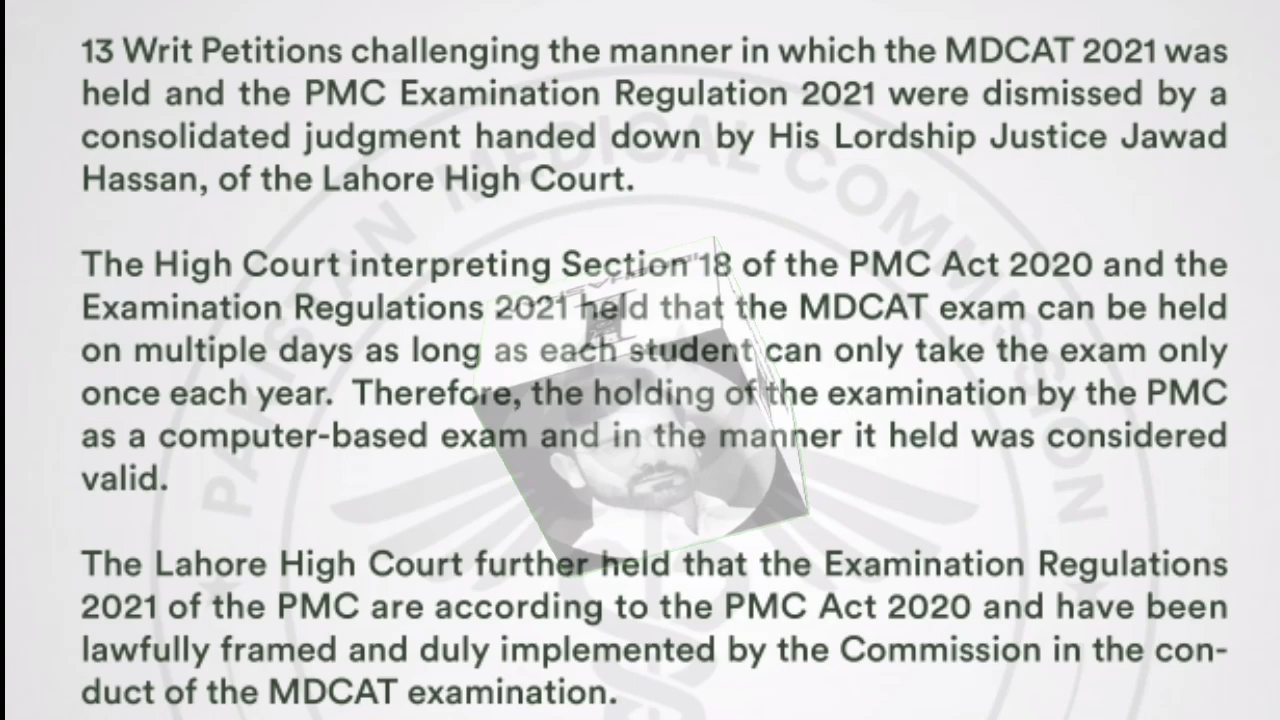 13 Writ Petitions challenging the manner in which the MDCAT 2021 was
held and the PMC Examination Regulation 2021 were dismissed by a
consolidated judgment handed down by His Lordship Justice Jawad
Hassan, of the Lahore High Court.
The High Court interpreting Section 18 of the PMC Act 2020 and the
Examination Regulations 2021 held that the MDCAT exam can be held
on multiple days as long as each student can only take the exam only
once each year. Therefore, the holding of the examination by the PMC
as a computer-based exam and in the manner it held was considered
valid.
The Lahore High Court further held that the Examination Regulations
2021 of the PMC are according to the PMC Act 2020 and have been
lawfully framed and duly implemented by the Commission in the con-
duct of the MDCAT examination.
PAKISTAN MEDICAL COMMISSION